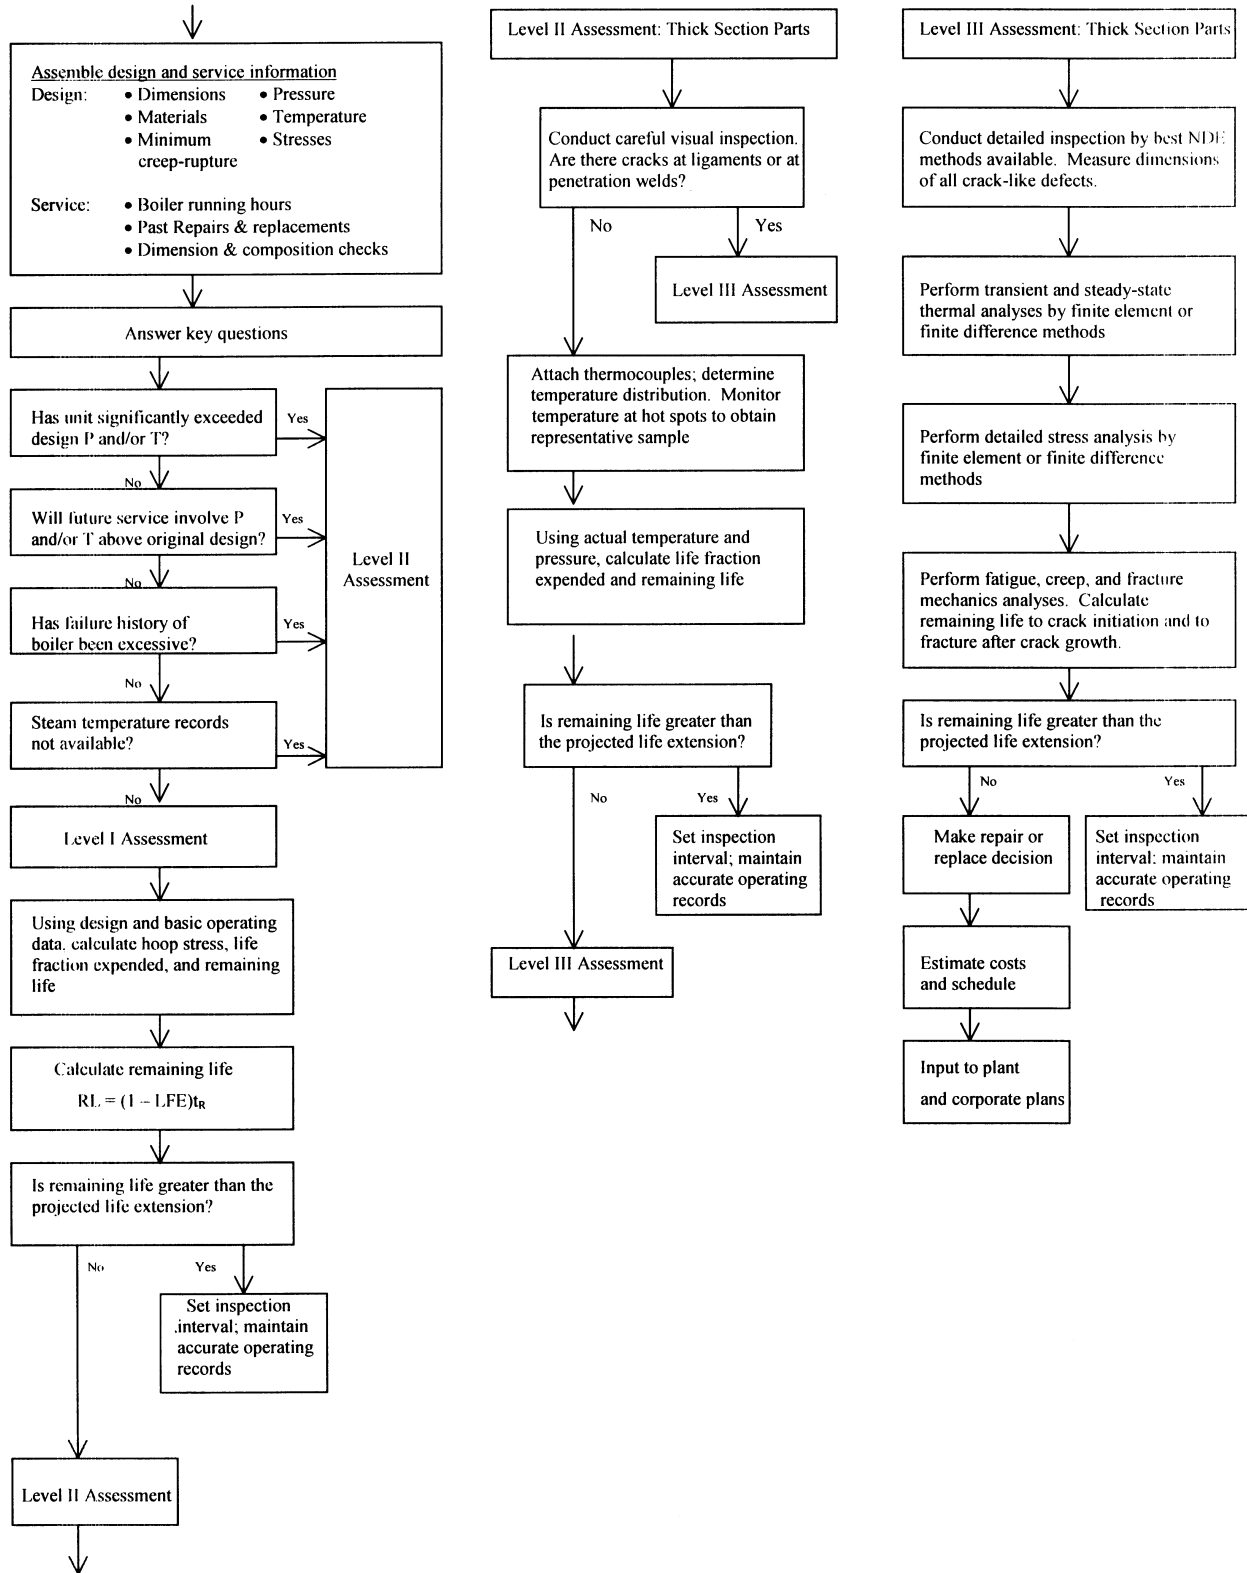 Assemble design and service information
Design: • Dimensions • Pressure
• Materials • Temperature
• Minimum • Stresses
creep-rupture
Service: • Boiler running hours
• Past Repairs & replacements
• Dimension & composition checks
Answer key questions
Has unit significantly exceeded
design P and/or T?
Yes
No
Will future service involve P
and/or T above original design?
Yes
No
Has failure history of
boiler been excessive?
Yes
No
Steam temperature records
not available?
Yes
No
Level II
Assessment
Level I Assessment
Using design and basic operating
data, calculate hoop stress, life
fraction expended, and remaining
life
Calculate remaining life
RL = (1 – LFE)tR
Is remaining life greater than the
projected life extension?
No
Yes
Set inspection
interval; maintain
accurate operating
records
Level II Assessment
Level II Assessment: Thick Section Parts
Conduct careful visual inspection.
Are there cracks at ligaments or at
penetration welds?
No
Yes
Level III Assessment
Attach thermocouples; determine
temperature distribution. Monitor
temperature at hot spots to obtain
representative sample
Using actual temperature and
pressure, calculate life fraction
expended and remaining life
Is remaining life greater than
the projected life extension?
No
Yes
Set inspection
interval; maintain
accurate operating
records
Level III Assessment
Level III Assessment: Thick Section Parts
Conduct detailed inspection by best NDE
methods available. Measure dimensions
of all crack-like defects.
Perform transient and steady-state
thermal analyses by finite element or
finite difference methods
Perform detailed stress analysis by
finite element or finite difference
methods
Perform fatigue, creep, and fracture
mechanics analyses. Calculate
remaining life to crack initiation and to
fracture after crack growth.
Is remaining life greater than the
projected life extension?
No
Yes
Make repair or
replace decision
Set inspection
interval; maintain
accurate operating
records
Estimate costs
and schedule
Input to plant
and corporate plans